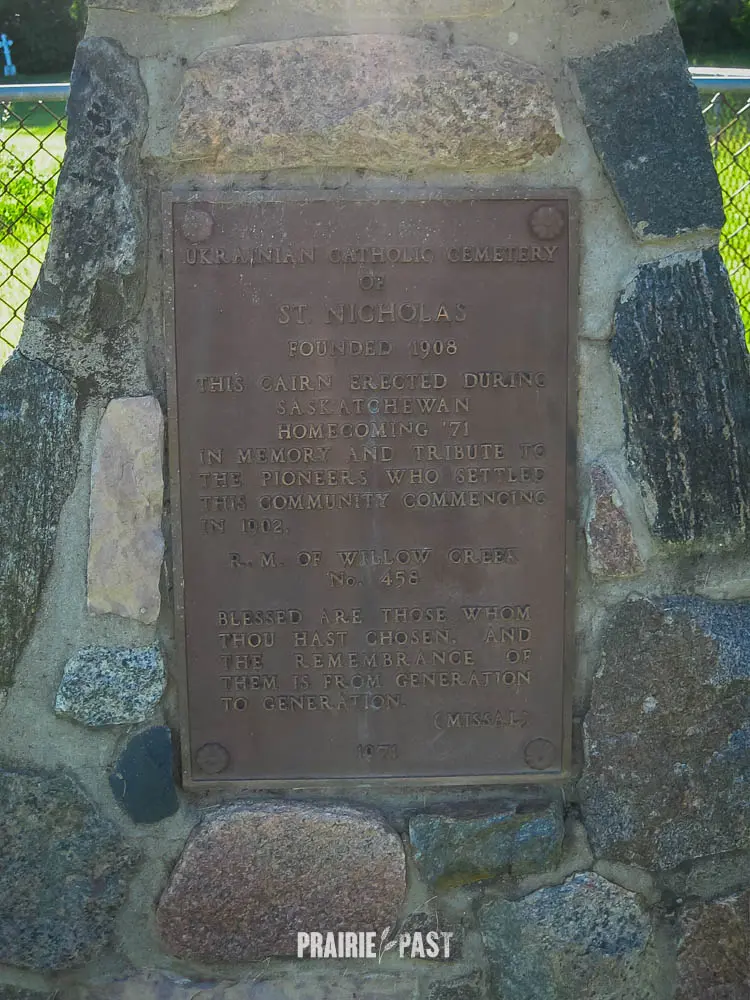 UKRAINIAN CATHOLIC CEMETERY
OF
ST. NICHOLAS
FOUNDED 1908
THIS CAIRN ERECTED DURING
SASKATCHEWAN
HOMECOMING '71
IN MEMORY AND TRIBUTE TO
THE PIONEERS WHO SETTLED
THIS COMMUNITY COMMENCING
IN 1902.
R.M. OF WILLOW CREEK
No. 458
BLESSED ARE THOSE WHOM
THOU HAST CHOSEN. AND
THE REMEMBRANCE OF
THEM IS FROM GENERATION
TO GENERATION.
(MISSAL)
1971
PRAIRIE PAST